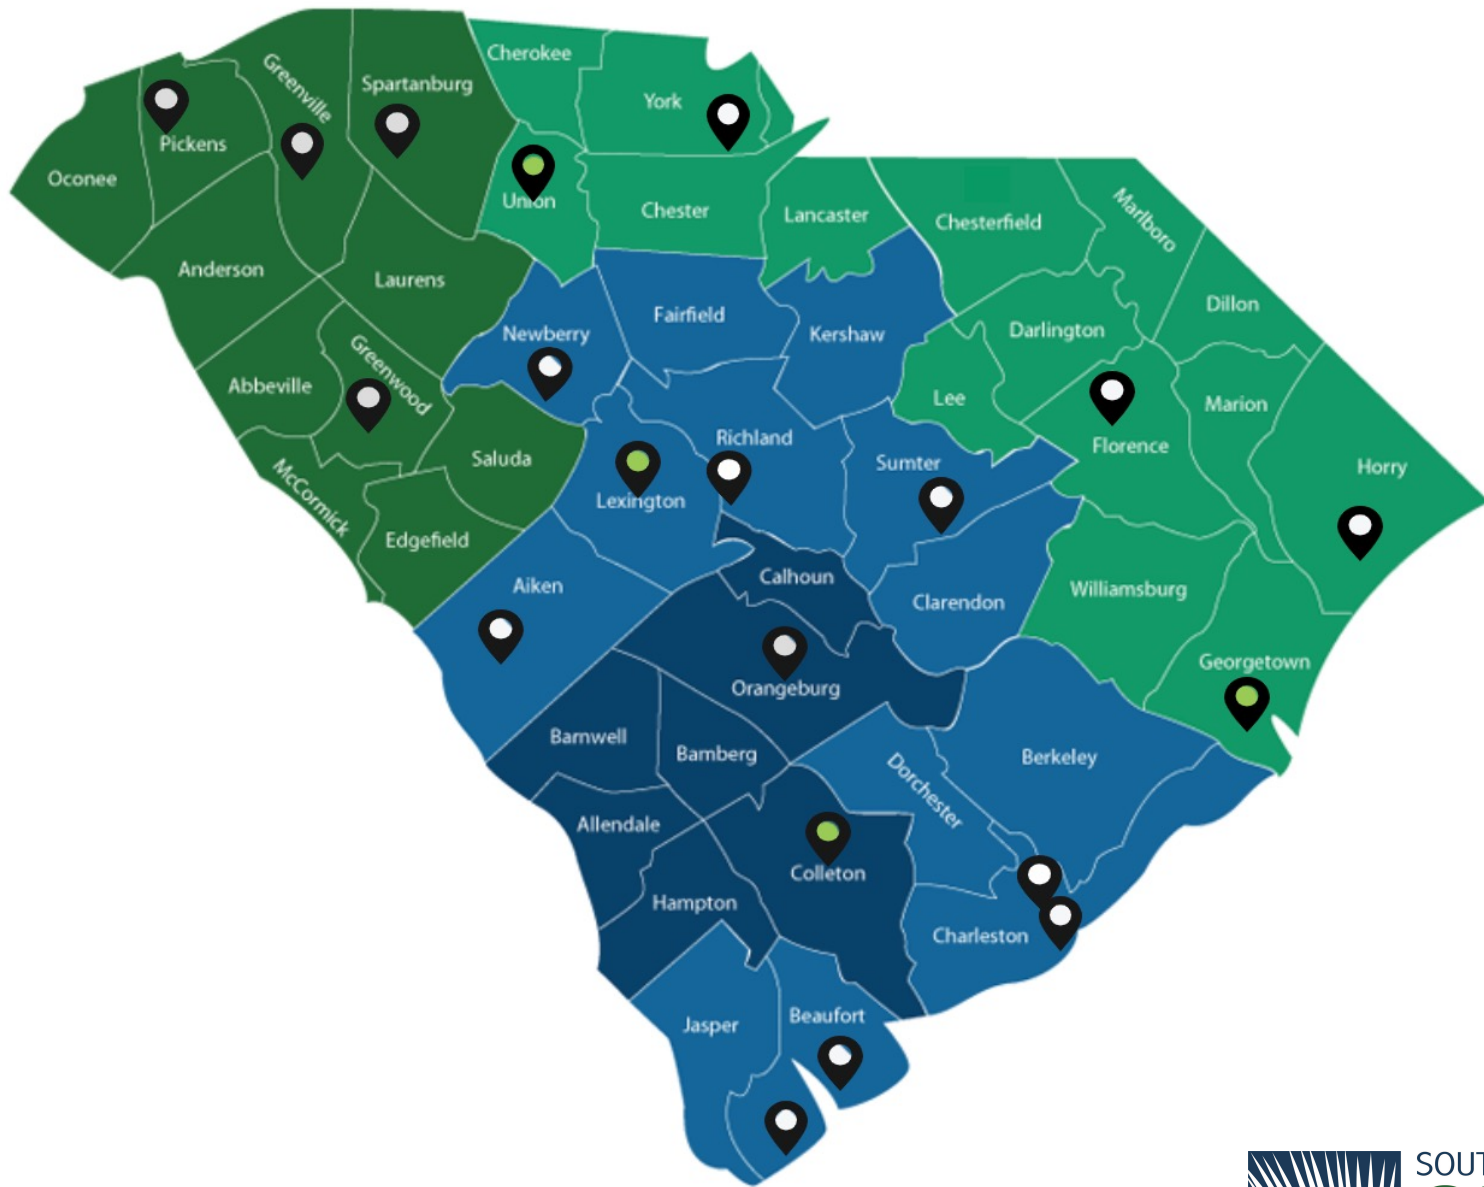 Cherokee
Greenville
Spartanburg
York
Pickens
Oconee
Union
Chester
Lancaster
Chesterfield
Marlboro
Anderson
Laurens
Dillon
Fairfield
Newberry
Kershaw
Darlington
Greenwood
Abbeville
Lee
Marion
Richland
Florence
Saluda
Sumter
Horry
McCormick
Lexington
Edgefield
Calhoun
Aiken
Clarendon
Williamsburg
Georgetown
Orangeburg
Barnwell
Bamberg
Berkeley
Dorchester
Allendale
Colleton
Hampton
Charleston
Beaufort
Jasper
SOUT